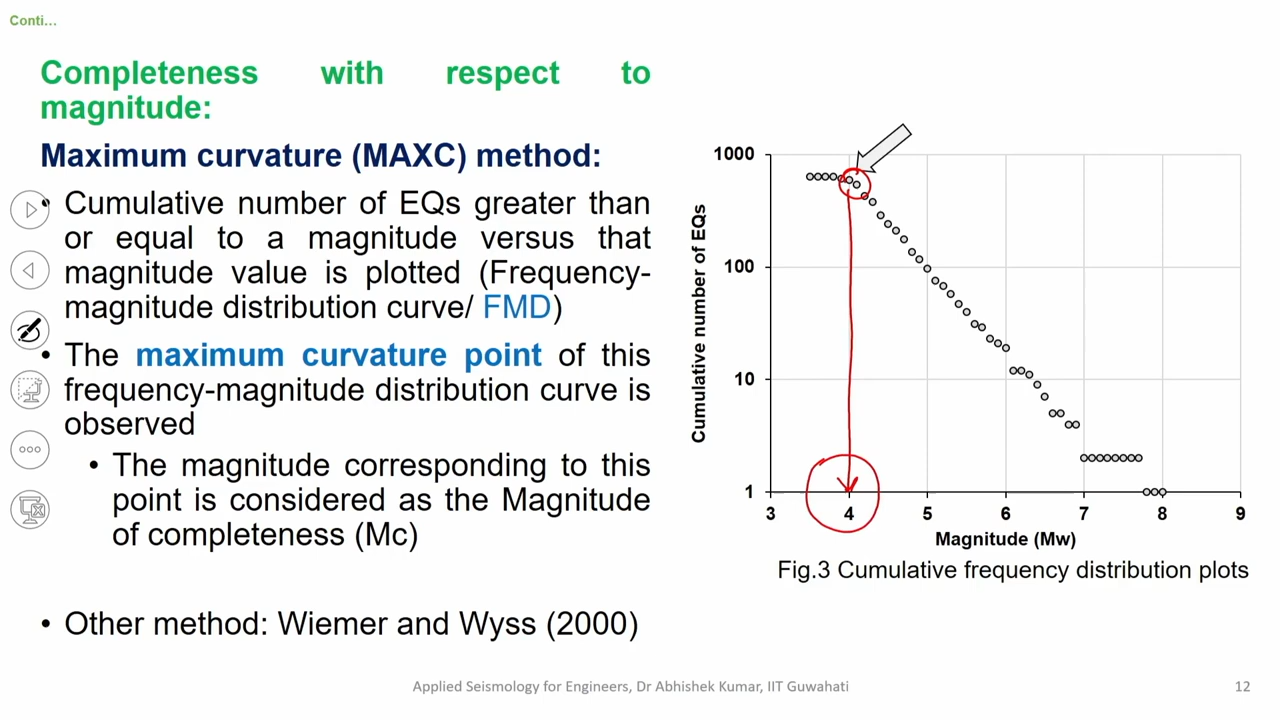 Conti...
Completeness with respect to
magnitude:
Maximum curvature (MAXC) method:
• Cumulative number of EQs greater than
or equal to a magnitude versus that
magnitude value is plotted (Frequency-
magnitude distribution curve/ FMD)
• The maximum curvature point of this
frequency-magnitude distribution curve is
observed
• The magnitude corresponding to this
point is considered as the Magnitude
of completeness (Mc)
• Other method: Wiemer and Wyss (2000)
Cumulative number of EQs
1000
100
10
1
3 4 5 6 7 8 9
Magnitude (Mw)
Fig.3 Cumulative frequency distribution plots
Applied Seismology for Engineers, Dr Abhishek Kumar, IIT Guwahati
12